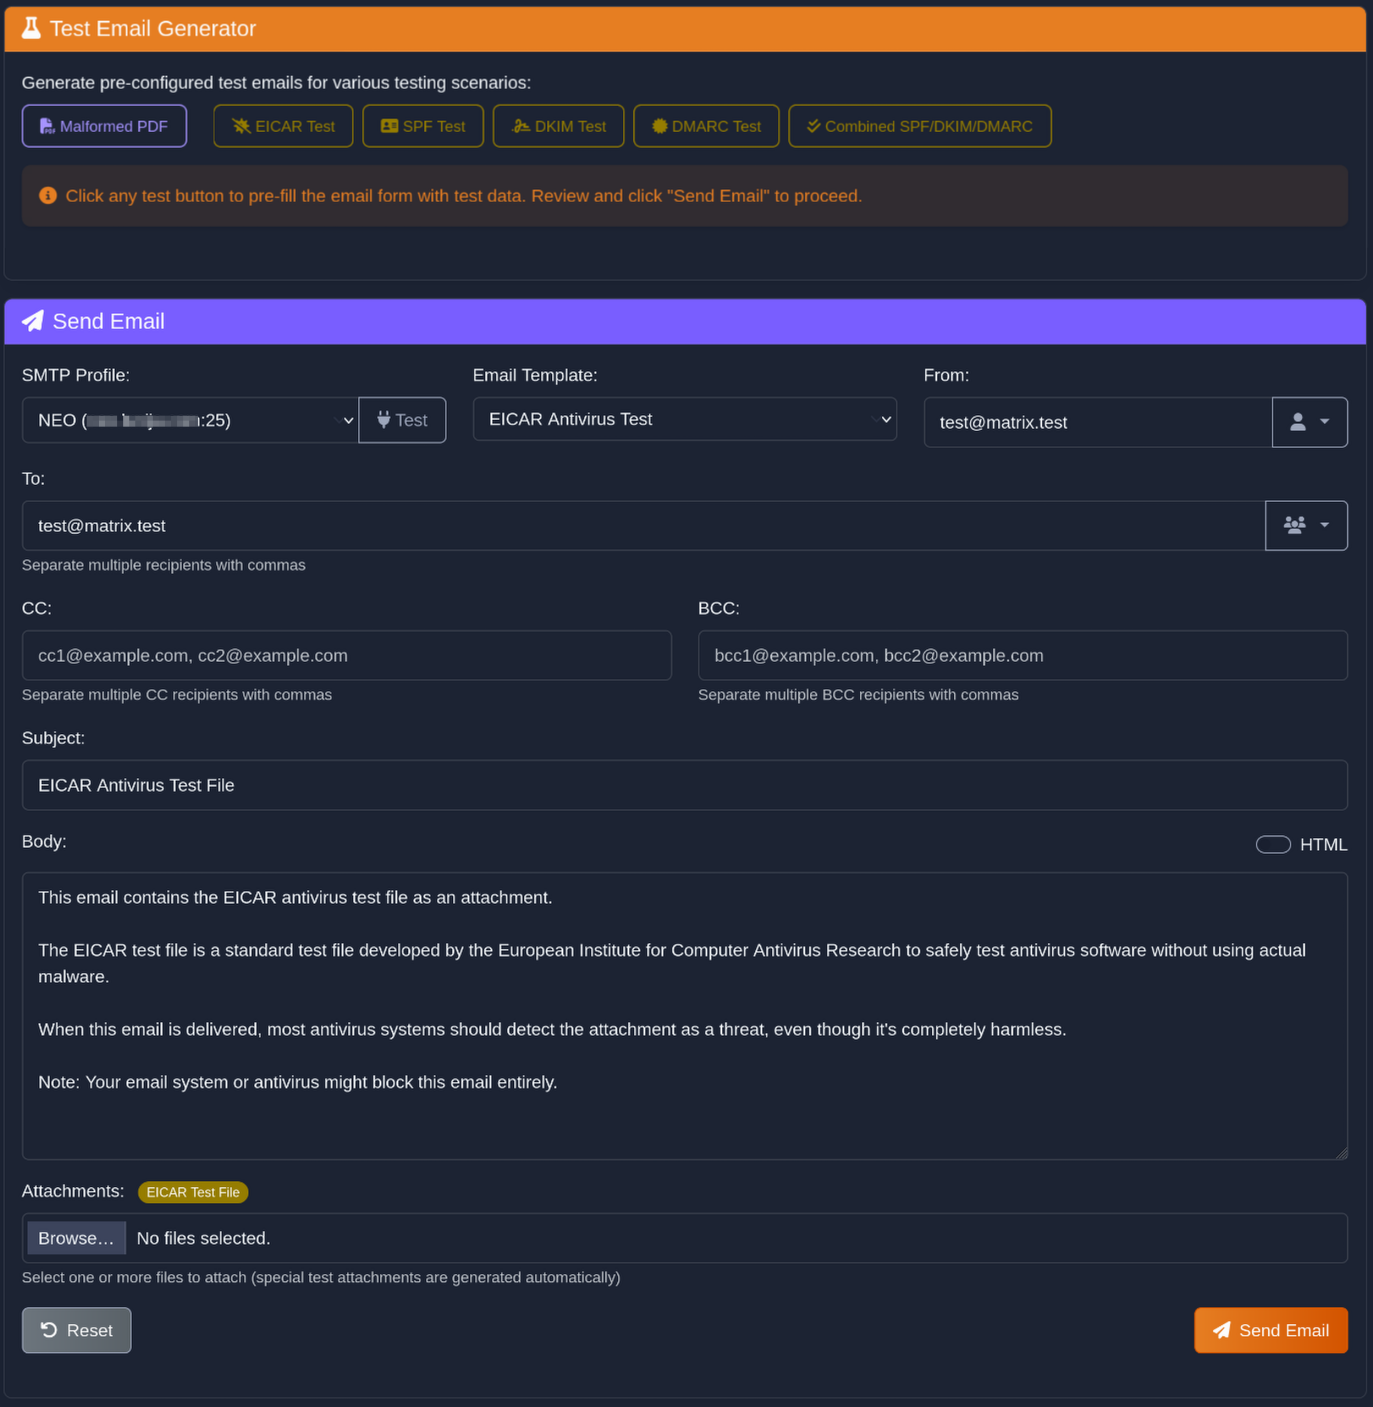 Test Email Generator
Generate pre-configured test emails for various testing scenarios:
Malformed PDF
EICAR Test
SPF Test
DKIM Test
DMARC Test
Combined SPF/DKIM/DMARC
Click any test button to pre-fill the email form with test data. Review and click "Send Email" to proceed.
Send Email
SMTP Profile:
Email Template:
From:
NEO (:25)
Test
EICAR Antivirus Test
test@matrix.test
To:
test@matrix.test
Separate multiple recipients with commas
CC:
BCC:
cc1@example.com, cc2@example.com
bcc1@example.com, bcc2@example.com
Separate multiple CC recipients with commas
Separate multiple BCC recipients with commas
Subject:
EICAR Antivirus Test File
Body:
HTML
This email contains the EICAR antivirus test file as an attachment.
The EICAR test file is a standard test file developed by the European Institute for Computer Antivirus Research to safely test antivirus software without using actual
malware.
When this email is delivered, most antivirus systems should detect the attachment as a threat, even though it's completely harmless.
Note: Your email system or antivirus might block this email entirely.
Attachments:
EICAR Test File
Browse…
No files selected.
Select one or more files to attach (special test attachments are generated automatically)
Reset
Send Email